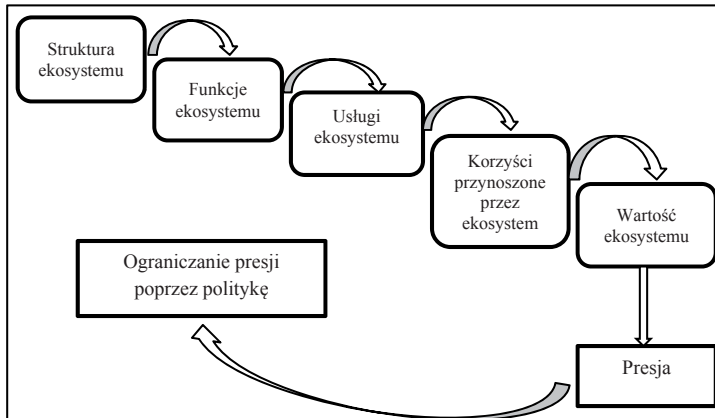 Struktura
ekosystemu
Funkcje
ekosystemu
Usługi
ekosystemu
Korzyści
przynoszone
przez
ekosystem
Wartość
ekosystemu
Ograniczanie presji
poprzez politykę
Presja